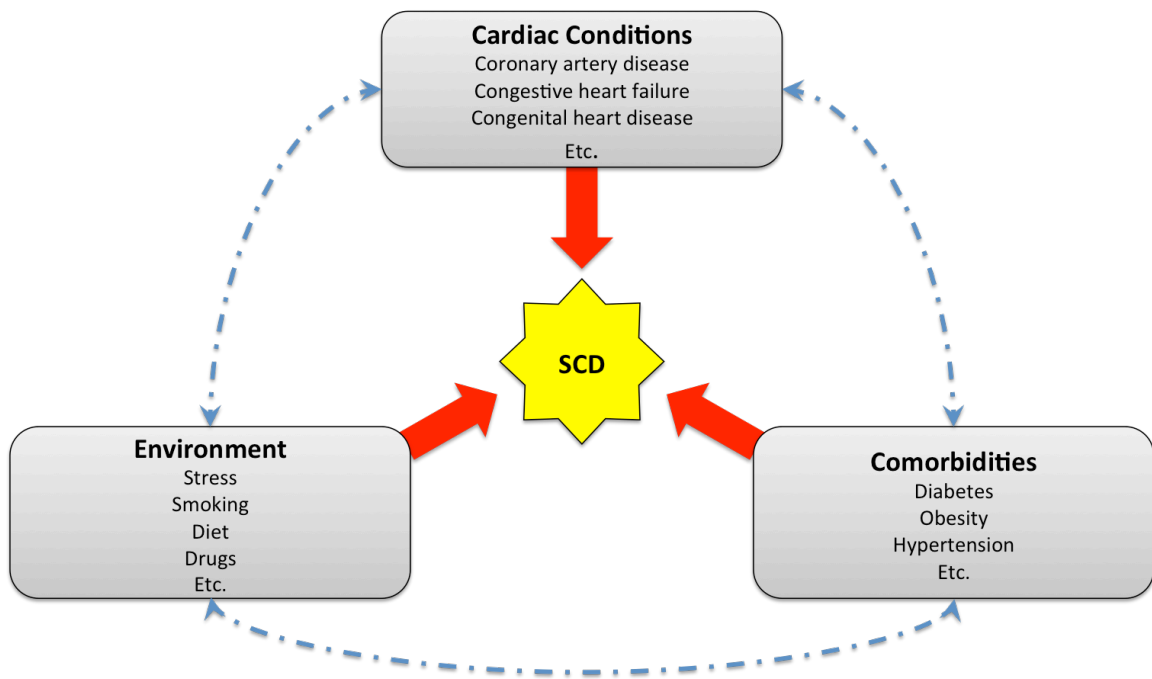 Cardiac Conditions
Coronary artery disease
Congestive heart failure
Congenital heart disease
Etc.
SCD
Environment
Stress
Smoking
Diet
Drugs
Etc.
Comorbidities
Diabetes
Obesity
Hypertension
Etc.